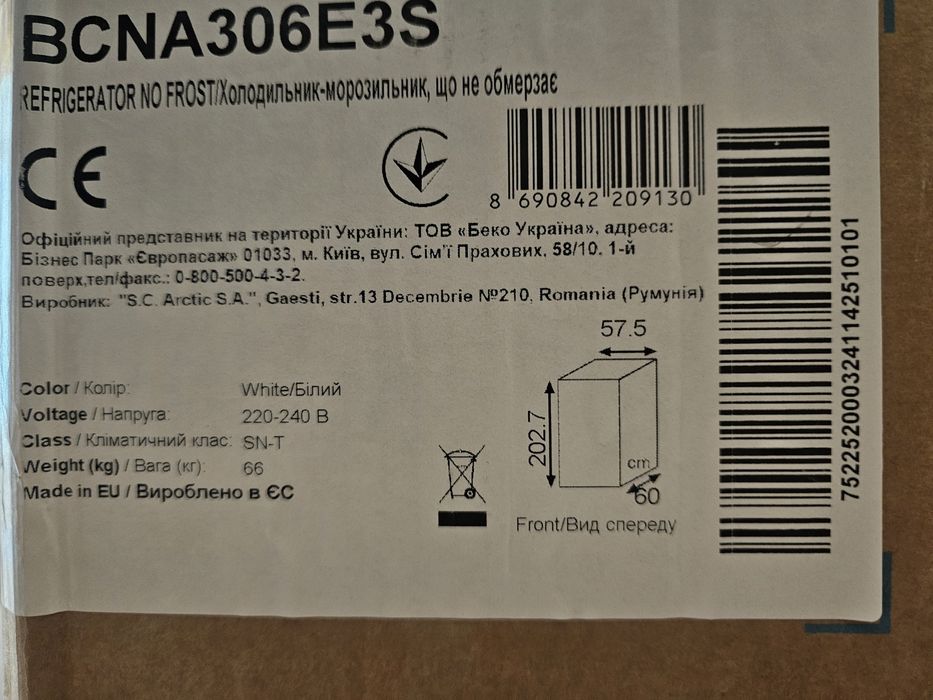 BCNA306E3S
REFRIGERATOR NO FROST/Холодильник-морозильник, що не обмерзає
CE
8 690842 209130
Офіційний представник на території України: ТОВ «Беко Україна», адреса:
Бізнес Парк «Європасаж» 01033, м. Київ, вул. Сім'ї Прахових, 58/10, 1-й
поверх,тел/факс.: 0-800-500-4-3-2.
Виробник: "S.C. Arctic S.A.", Gaesti, str.13 Decembrie №210, Romania (Румунія)
Color / Колір: White/Білий
Voltage / Напруга: 220-240 В
Class / Кліматичний клас: SN-T
Weight (kg) / Вага (кг): 66
Made in EU / Вироблено в ЄС
57.5
202.7
cm
60
Front/Вид спереду
7522520003241142510101